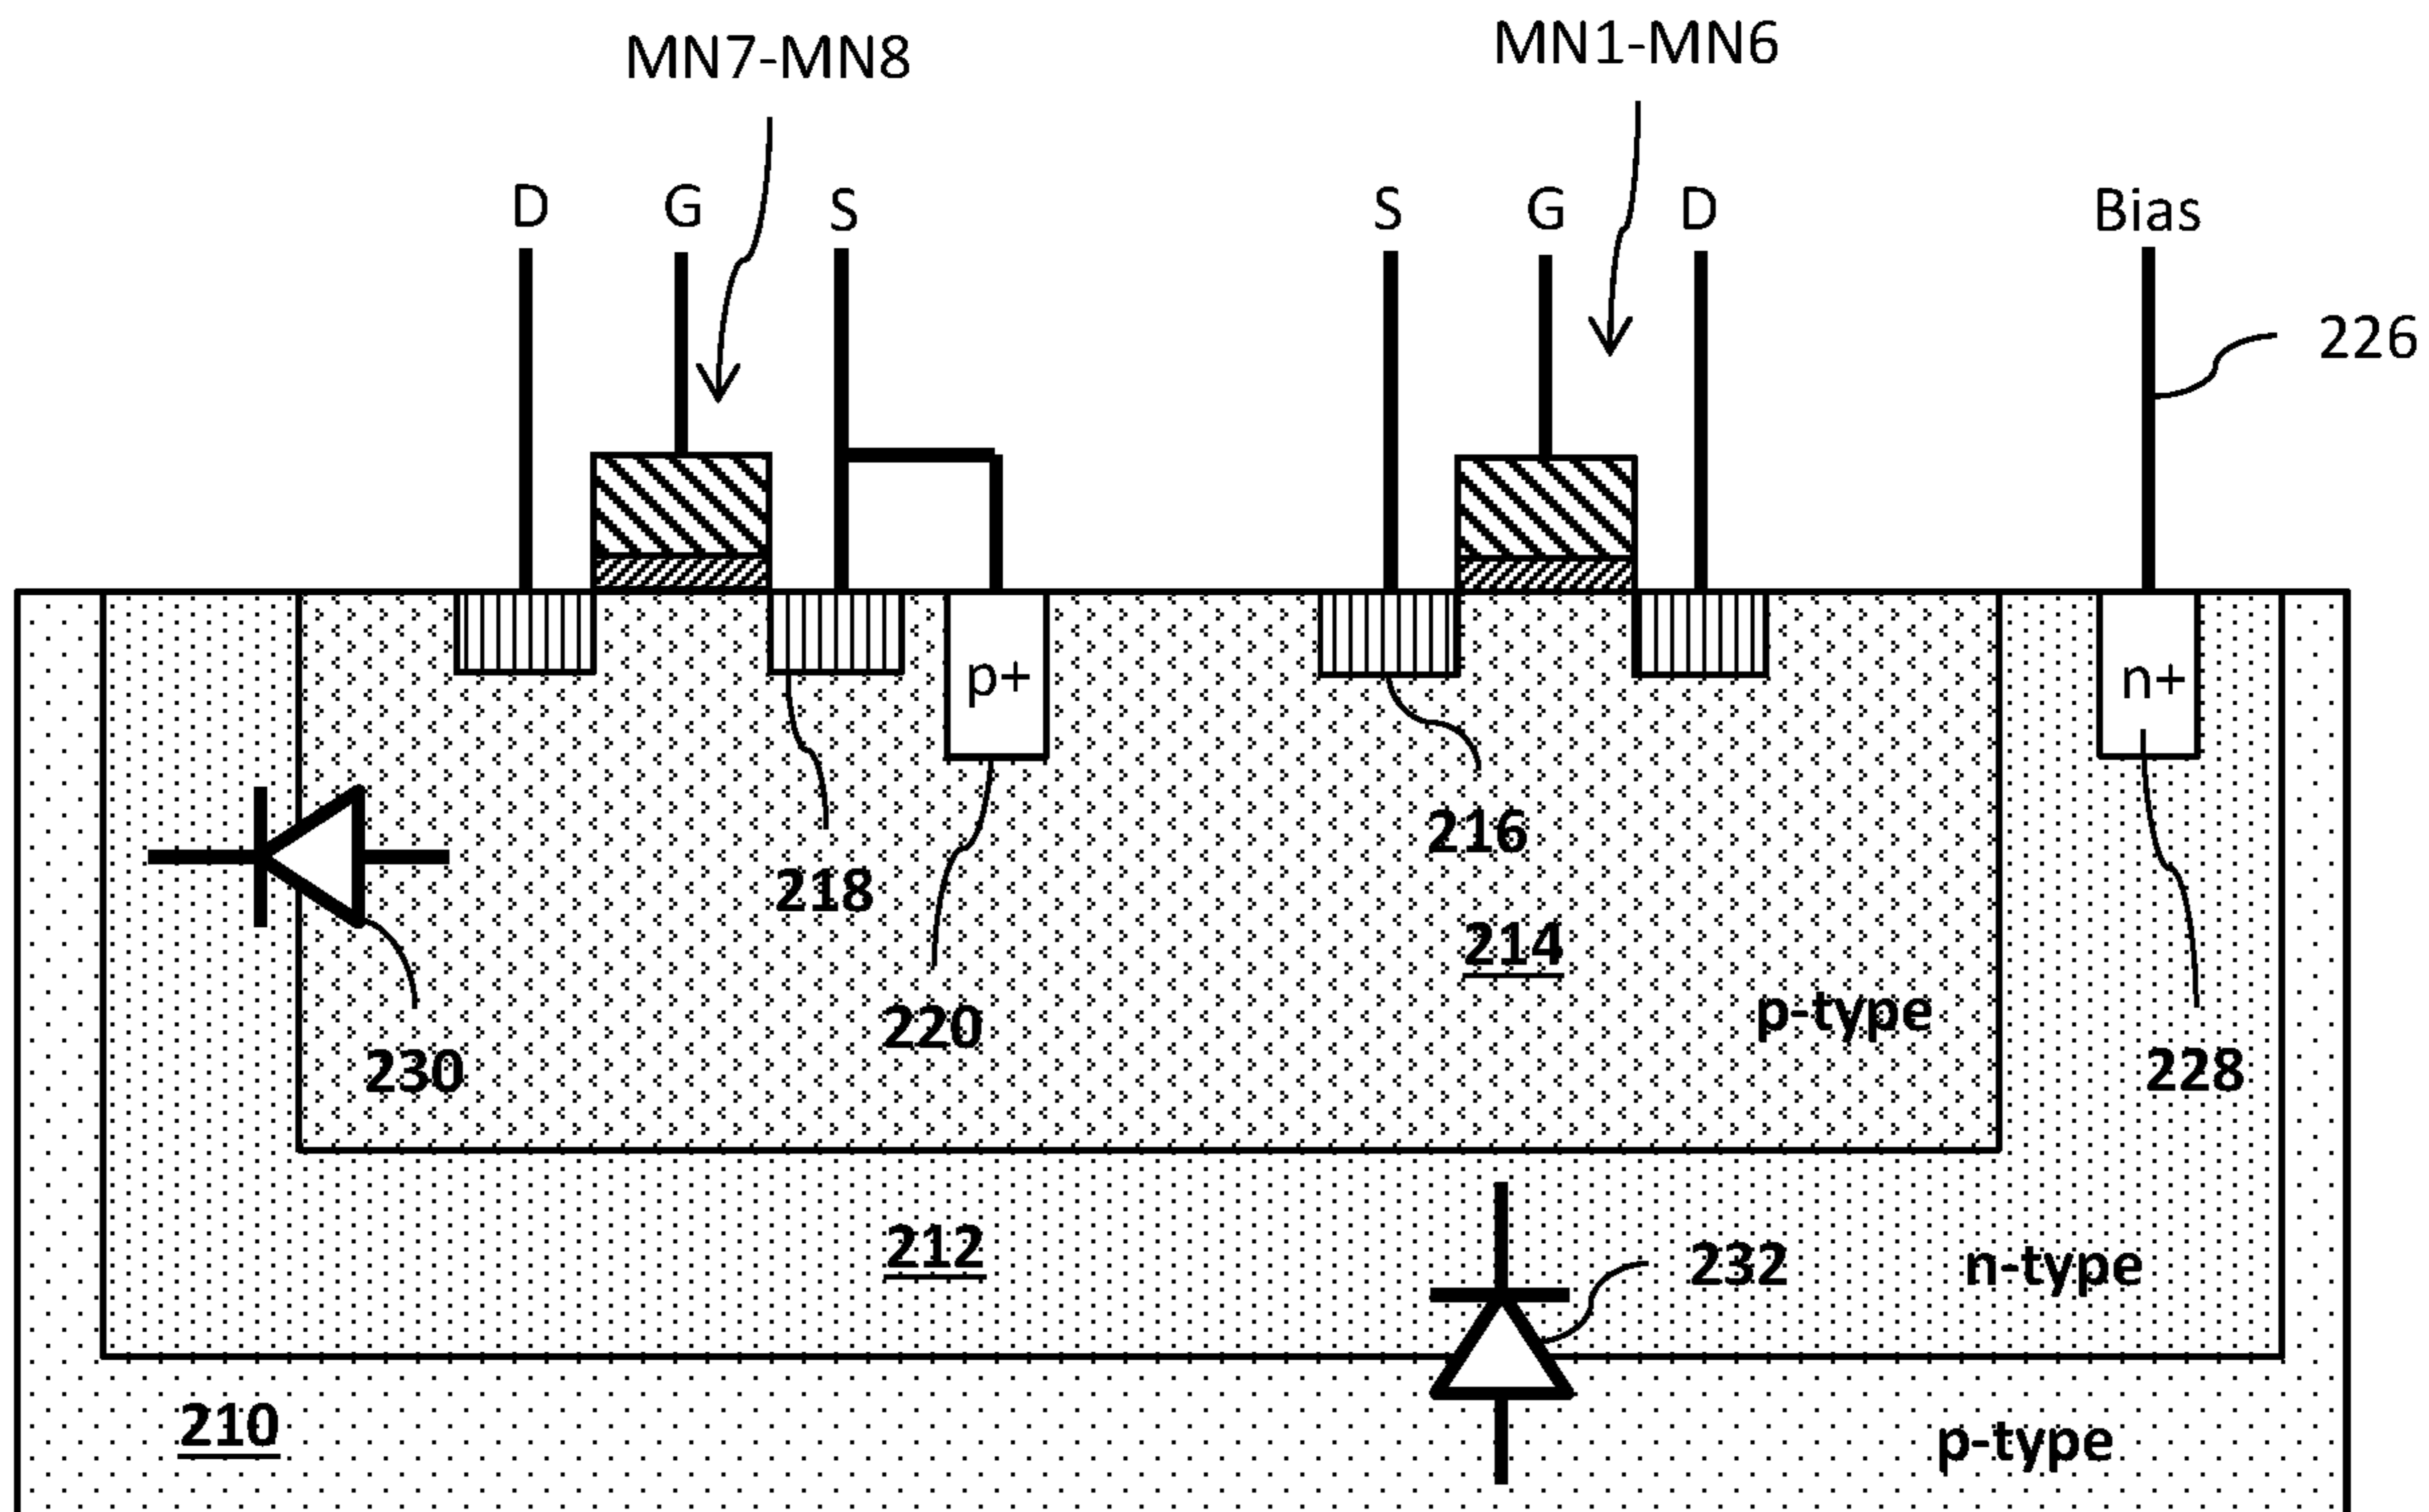 MN7-MN8
MN1-MN6
D
G
S
S
G
D
Bias
226
p+
n+
216
218
214
p-type
220
230
228
212
232
n-type
210
p-type